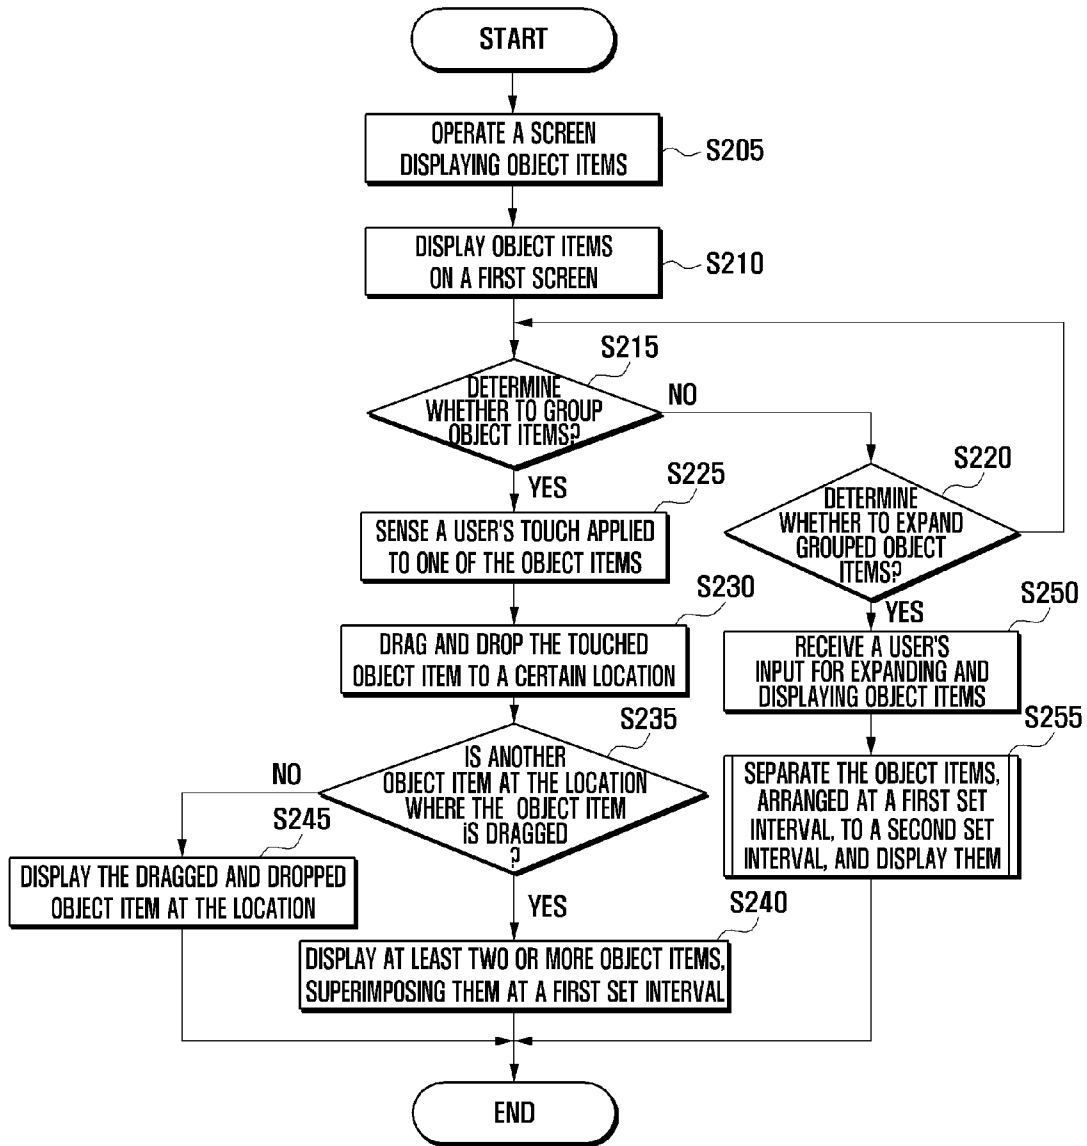 START
OPERATE A SCREEN
DISPLAYING OBJECT ITEMS
S205
DISPLAY OBJECT ITEMS
ON A FIRST SCREEN
S210
S215
DETERMINE
WHETHER TO GROUP
OBJECT ITEMS?
NO
YES
S220
DETERMINE
WHETHER TO EXPAND
GROUPED OBJECT
ITEMS?
YES
S225
SENSE A USER'S TOUCH APPLIED
TO ONE OF THE OBJECT ITEMS
S230
DRAG AND DROP THE TOUCHED
OBJECT ITEM TO A CERTAIN LOCATION
S250
RECEIVE A USER'S
INPUT FOR EXPANDING AND
DISPLAYING OBJECT ITEMS
S235
IS ANOTHER
OBJECT ITEM AT THE LOCATION
WHERE THE OBJECT ITEM
iS DRAGGED
?
NO
YES
S255
SEPARATE THE OBJECT ITEMS,
ARRANGED AT A FIRST SET
INTERVAL, TO A SECOND SET
INTERVAL, AND DISPLAY THEM
S245
DISPLAY THE DRAGGED AND DROPPED
OBJECT ITEM AT THE LOCATION
S240
DISPLAY AT LEAST TWO OR MORE OBJECT ITEMS,
SUPERIMPOSING THEM AT A FIRST SET INTERVAL
END